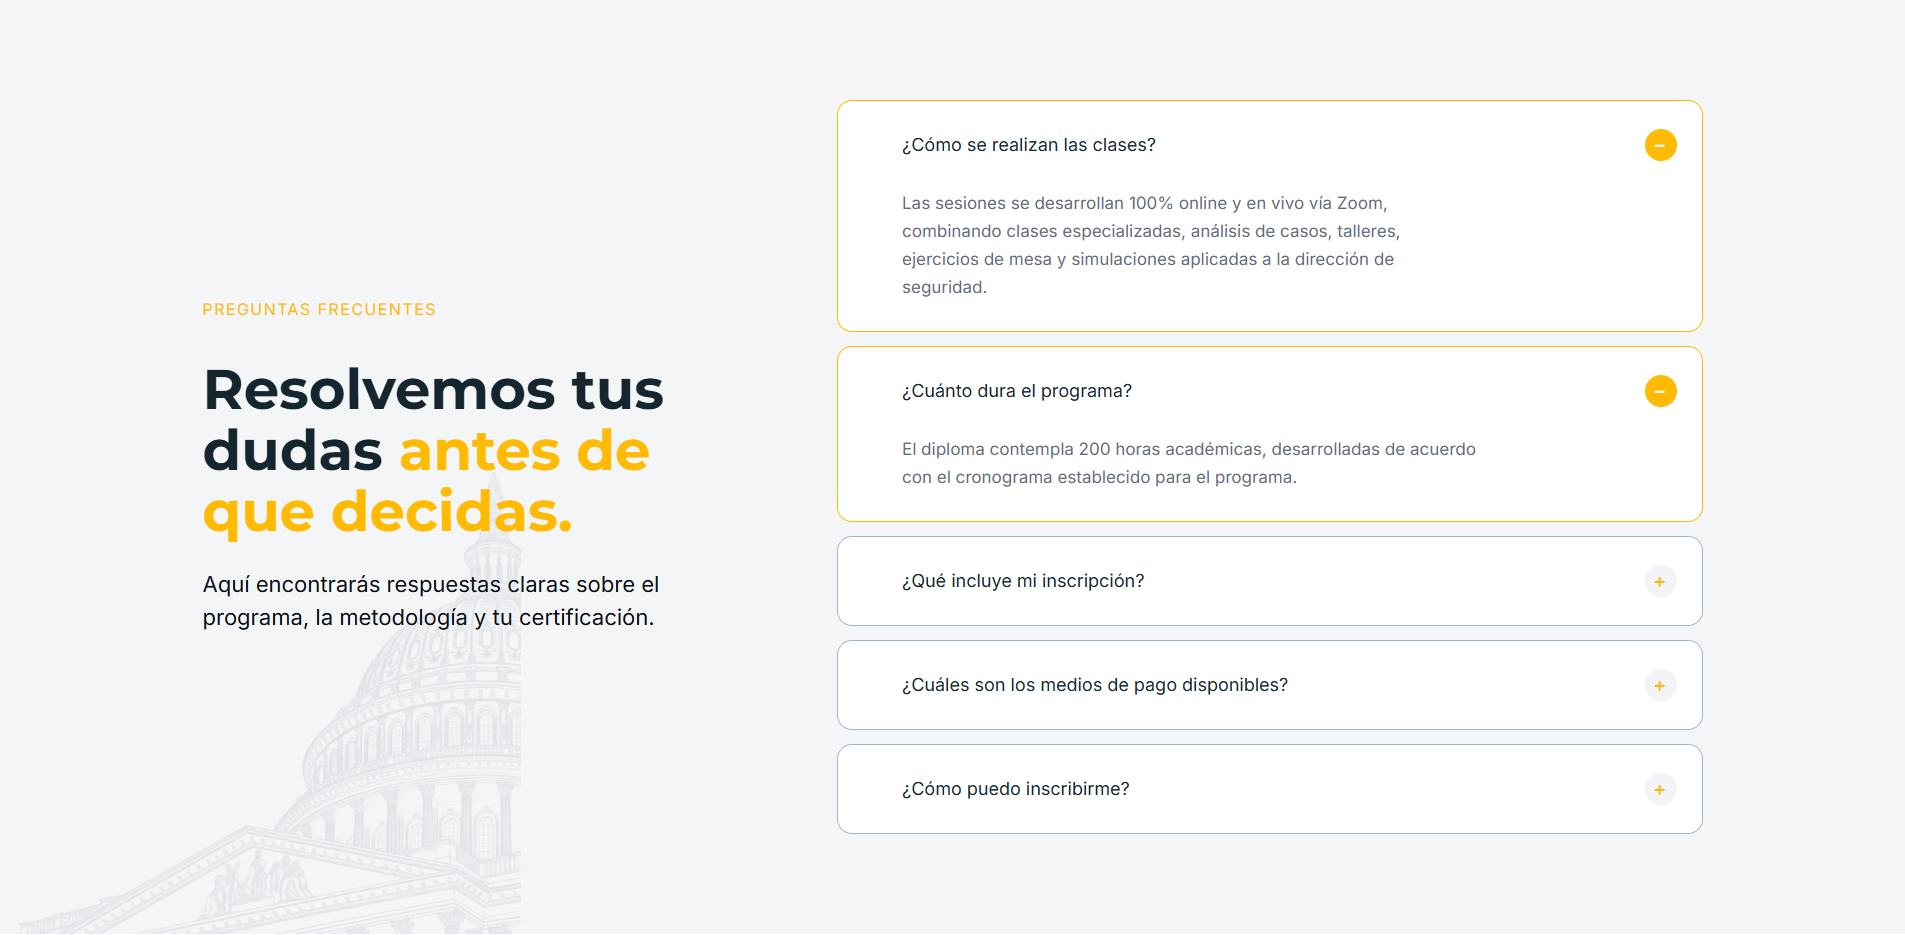 PREGUNTAS FRECUENTES
Resolvemos tus
dudas antes de
que decidas.
Aquí encontrarás respuestas claras sobre el
programa, la metodología y tu certificación.
¿Cómo se realizan las clases?
−
Las sesiones se desarrollan 100% online y en vivo vía Zoom,
combinando clases especializadas, análisis de casos, talleres,
ejercicios de mesa y simulaciones aplicadas a la dirección de
seguridad.
¿Cuánto dura el programa?
−
El diploma contempla 200 horas académicas, desarrolladas de acuerdo
con el cronograma establecido para el programa.
¿Qué incluye mi inscripción?
+
¿Cuáles son los medios de pago disponibles?
+
¿Cómo puedo inscribirme?
+